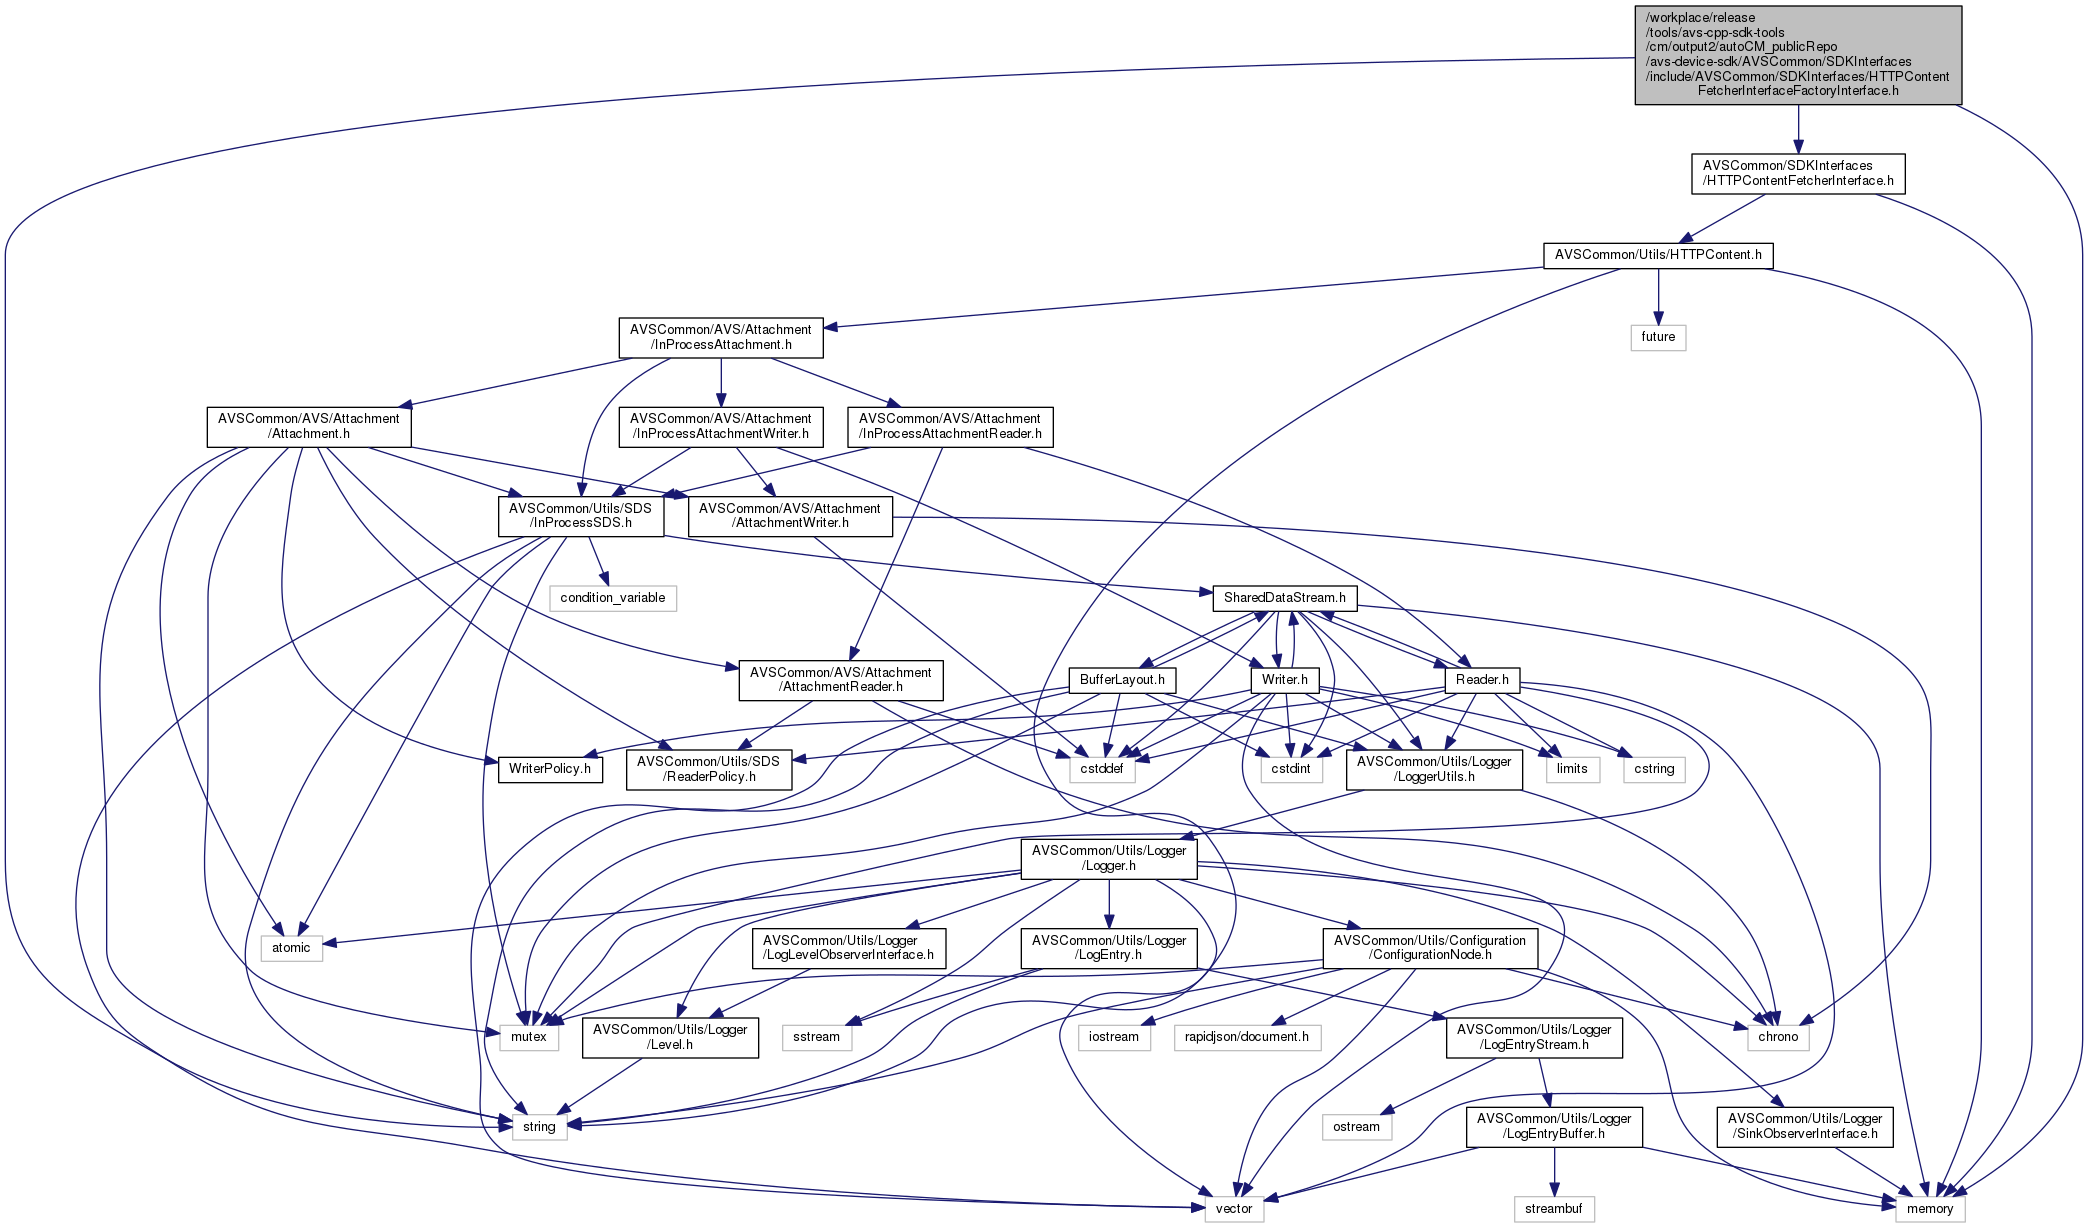 /workplace/release
/tools/avs-cpp-sdk-tools
/cm/output2/autoCM_publicRepo
/avs-device-sdk/AVSCommon/SDKInterfaces
/include/AVSCommon/SDKInterfaces/HTTPContent
FetcherInterfaceFactoryInterface.h
AVSCommon/SDKInterfaces
/HTTPContentFetcherInterface.h
AVSCommon/Utils/HTTPContent.h
AVSCommon/AVS/Attachment
/InProcessAttachment.h
future
AVSCommon/AVS/Attachment
/Attachment.h
AVSCommon/AVS/Attachment
/InProcessAttachmentWriter.h
AVSCommon/AVS/Attachment
/InProcessAttachmentReader.h
AVSCommon/Utils/SDS
/InProcessSDS.h
AVSCommon/AVS/Attachment
/AttachmentWriter.h
condition_variable
SharedDataStream.h
AVSCommon/AVS/Attachment
/AttachmentReader.h
BufferLayout.h
Writer.h
Reader.h
WriterPolicy.h
AVSCommon/Utils/SDS
/ReaderPolicy.h
cstddef
cstdint
AVSCommon/Utils/Logger
/LoggerUtils.h
limits
cstring
AVSCommon/Utils/Logger
/Logger.h
atomic
AVSCommon/Utils/Logger
/LogLevelObserverInterface.h
AVSCommon/Utils/Logger
/LogEntry.h
AVSCommon/Utils/Configuration
/ConfigurationNode.h
mutex
AVSCommon/Utils/Logger
/Level.h
sstream
iostream
rapidjson/document.h
AVSCommon/Utils/Logger
/LogEntryStream.h
chrono
string
ostream
AVSCommon/Utils/Logger
/LogEntryBuffer.h
AVSCommon/Utils/Logger
/SinkObserverInterface.h
vector
streambuf
memory